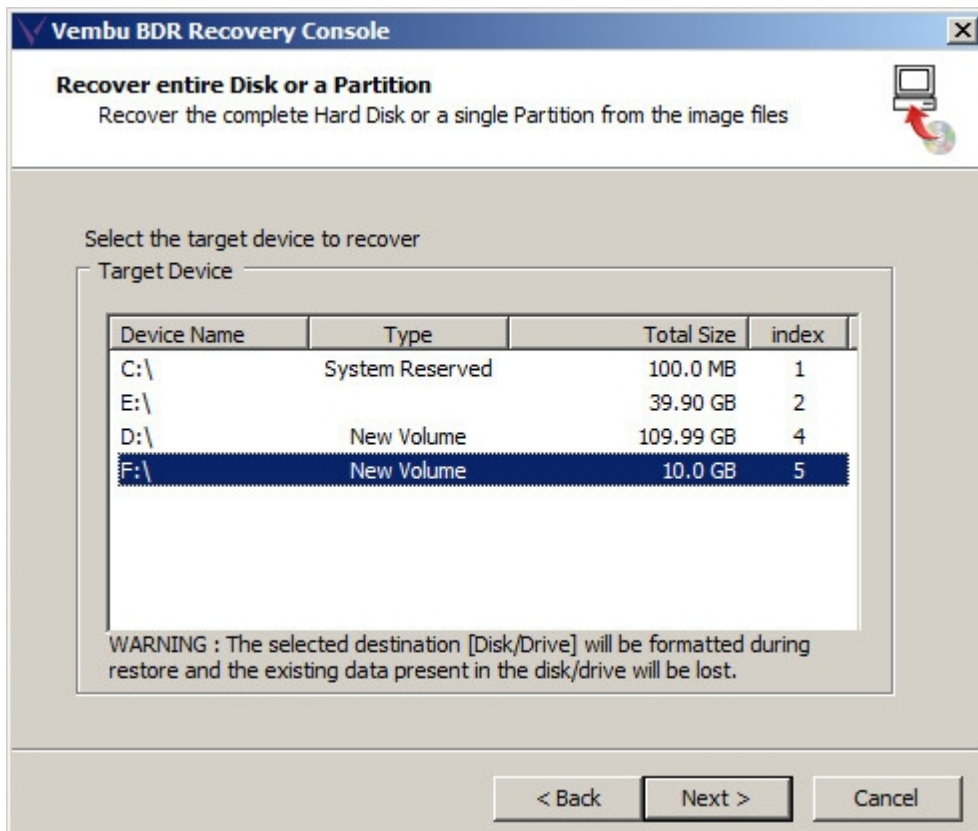 Vembu BDR Recovery Console
Recover entire Disk or a Partition
Recover the complete Hard Disk or a single Partition from the image files
Select the target device to recover
Target Device
Device Name Type Total Size index
C:\ System Reserved 100.0 MB 1
E:\ 39.90 GB 2
D:\ New Volume 109.99 GB 4
F:\ New Volume 10.0 GB 5
WARNING : The selected destination [Disk/Drive] will be formatted during
restore and the existing data present in the disk/drive will be lost.
< Back Next > Cancel